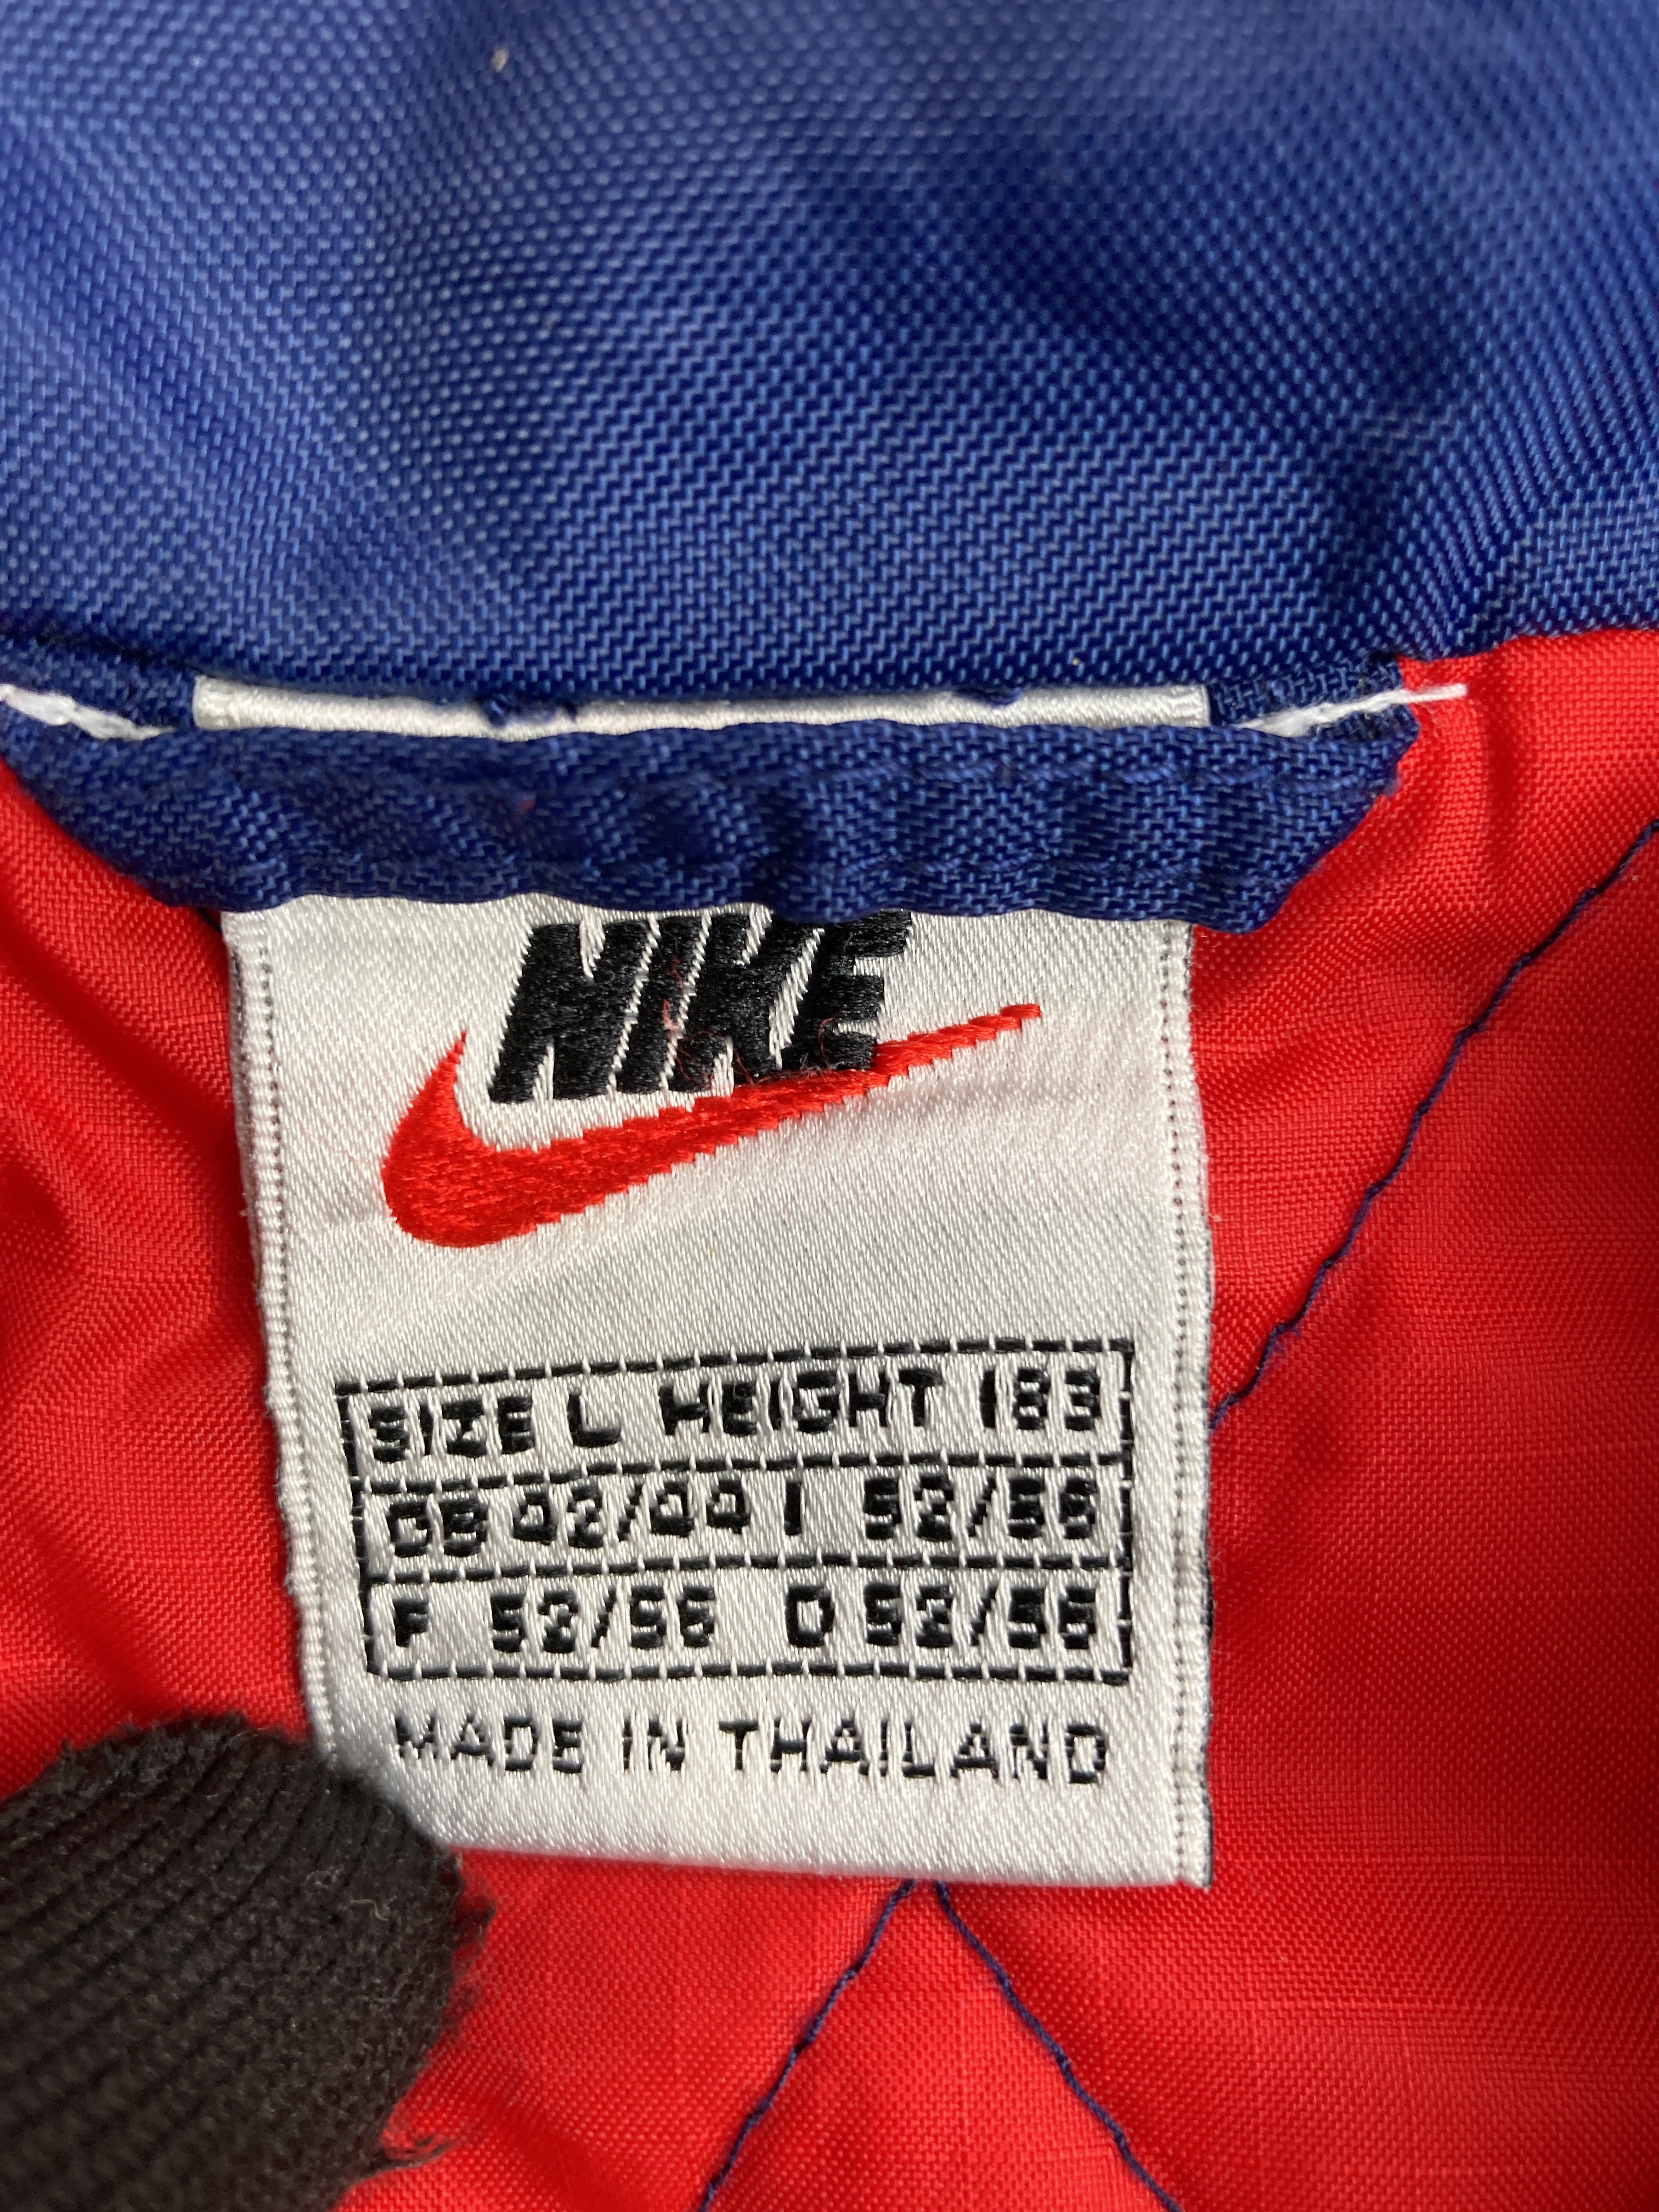 NIKE
SIZE L HEIGHT 183
GB 42/44 I 52/56
F 52/56 D 52/56
MADE IN THAILAND